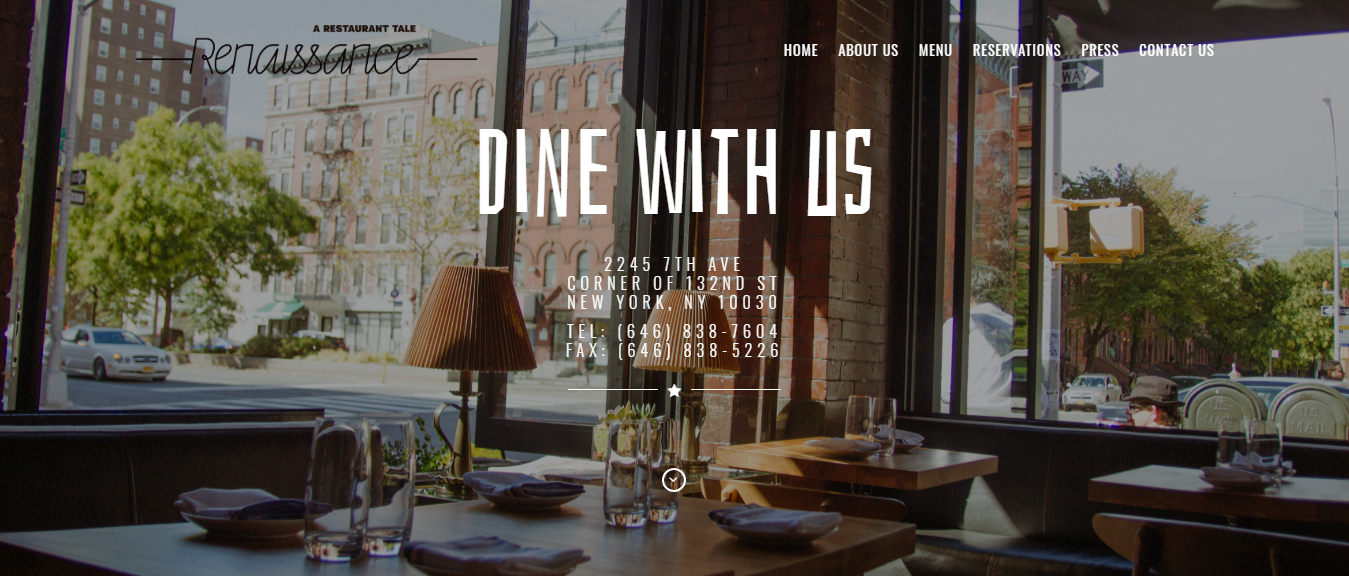 A RESTAURANT TALE
Renaissance
HOME ABOUT US MENU RESERVATIONS PRESS CONTACT US
WAY
DINE WITH US
2245 7TH AVE
CORNER OF 132ND ST
NEW YORK, NY 10030
TEL: (646) 838-7604
FAX: (646) 838-5226
U.S. MAIL
U.S. MAIL